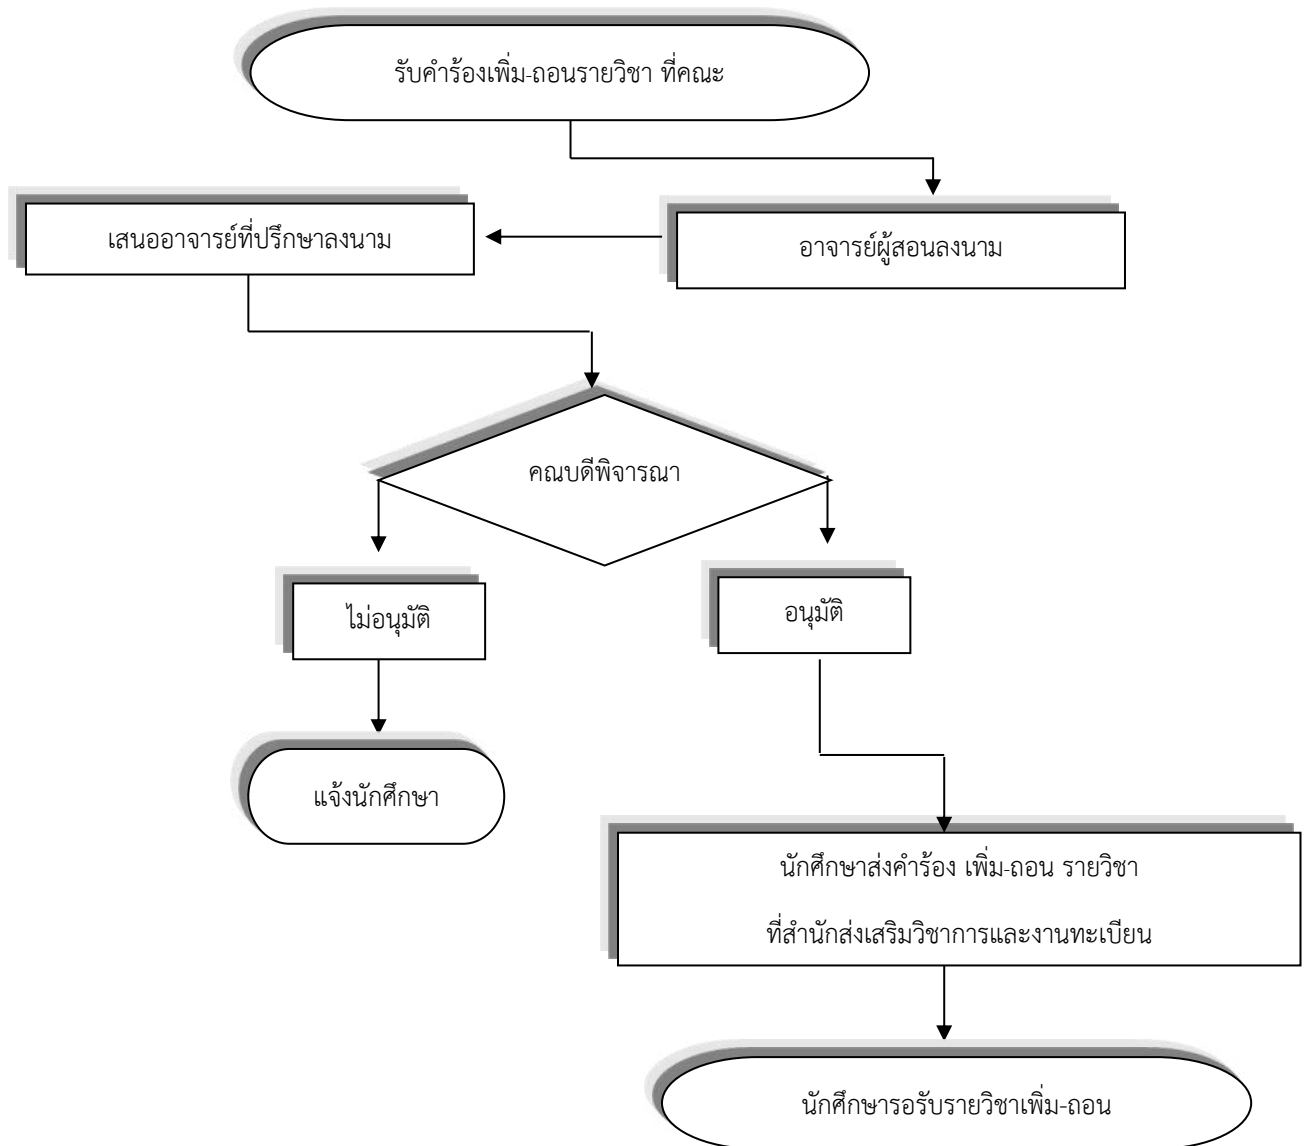 รับคำร้องเพิ่ม-ถอนรายวิชา ที่คณะ
อาจารย์ผู้สอนลงนาม
เสนออาจารย์ที่ปรึกษาลงนาม
คณบดีพิจารณา
ไม่อนุมัติ
อนุมัติ
แจ้งนักศึกษา
นักศึกษาส่งคำร้อง เพิ่ม-ถอน รายวิชา
ที่สำนักส่งเสริมวิชาการและงานทะเบียน
นักศึกษารอรับรายวิชาเพิ่ม-ถอน